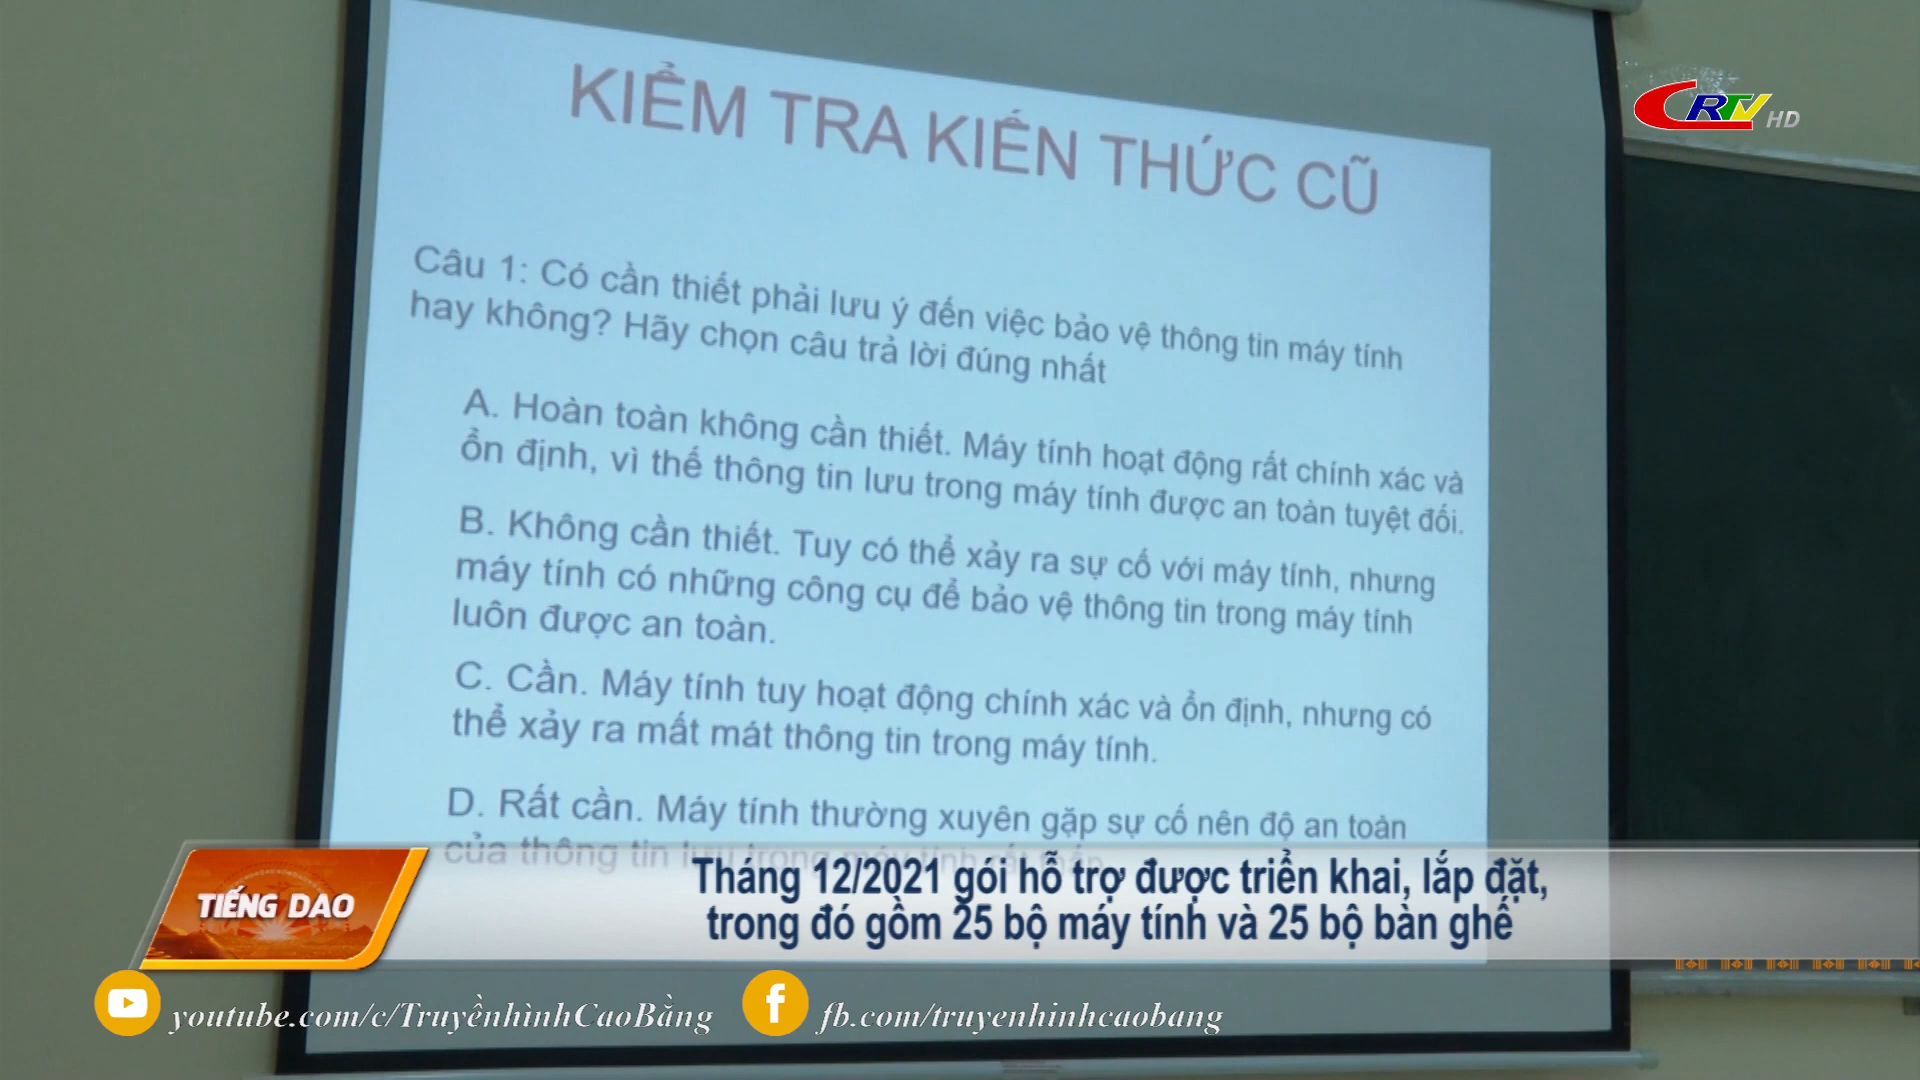 CRTV HD
KIỂM TRA KIẾN THỨC CŨ
Câu 1: Có cần thiết phải lưu ý đến việc bảo vệ thông tin máy tính
hay không? Hãy chọn câu trả lời đúng nhất
A. Hoàn toàn không cần thiết. Máy tính hoạt động rất chính xác và
ổn định, vì thế thông tin lưu trong máy tính được an toàn tuyệt đối.
B. Không cần thiết. Tuy có thể xảy ra sự cố với máy tính, nhưng
máy tính có những công cụ để bảo vệ thông tin trong máy tính
luôn được an toàn.
C. Cần. Máy tính tuy hoạt động chính xác và ổn định, nhưng có
thể xảy ra mất mát thông tin trong máy tính.
D. Rất cần. Máy tính thường xuyên gặp sự cố nên độ an toàn
của thông tin lưu trong máy tính rất thấp.
TIẾNG DAO
Tháng 12/2021 gói hỗ trợ được triển khai, lắp đặt,
trong đó gồm 25 bộ máy tính và 25 bộ bàn ghế
youtube.com/c/TruyềnhìnhCaoBằng
fb.com/truyenhinhcaobang